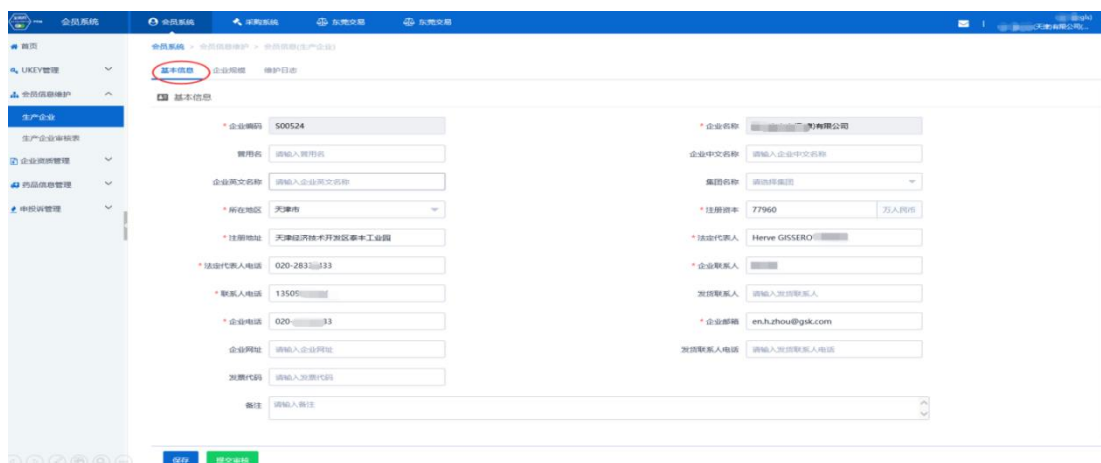 会员系统 会员系统 采购系统 东莞交易 东莞交易
首页
UKEY管理
会员信息维护
生产企业
生产企业审核表
企业资质管理
药品信息管理
申投诉管理
会员系统 > 会员信息维护 > 会员信息(生产企业)
基本信息 企业规模 维护日志
基本信息
* 企业编码 S00524 * 企业名称 有限公司
曾用名 请输入曾用名 企业中文名称 请输入企业中文名称
企业英文名称 请输入企业英文名称 集团名称 请选择集团
* 所在地区 天津市 * 注册资本 77960 万人民币
* 注册地址 天津经济技术开发区泰丰工业园 * 法定代表人 Herve GISSERO
* 法定代表人电话 020-283 33 * 企业联系人
* 联系人电话 1350 发货联系人 请输入发货联系人
* 企业电话 020- 33 * 企业邮箱 en.h.zhou@gsk.com
企业网址 请输入企业网址 发货联系人电话 请输入发货联系人电话
发票代码 请输入发票代码
备注 请输入备注
保存 提交审核